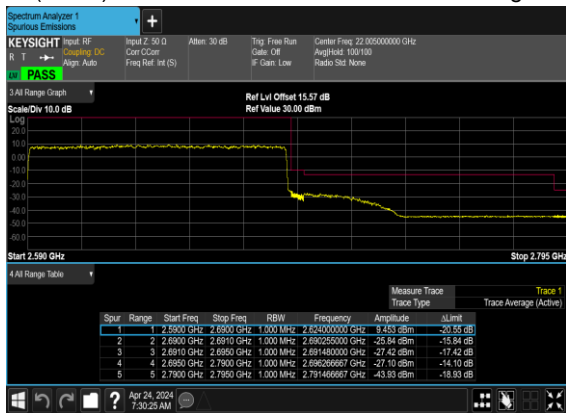 Spectrum Analyzer 1
Spurious Emissions
KEYSIGHT Input: RF Input Z: 50 Ω Atten: 30 dB Trig: Free Run Center Freq: 22.005000000 GHz
Coupling: DC Corr CCorr Gate: Off Avg|Hold: 100/100
R T Align: Auto Freq Ref: Int (S) IF Gain: Low Radio Std: None
PASS
3 All Range Graph Ref Lvl Offset 15.57 dB
Scale/Div 10.0 dB Ref Value 30.00 dBm
Log
20.0
10.0
0.00
-10.0
-20.0
-30.0
-40.0
-50.0
-60.0
Start 2.590 GHz Stop 2.795 GHz
4 All Range Table
Measure Trace Trace 1
Trace Type Trace Average (Active)
Spur Range Start Freq Stop Freq RBW Frequency Amplitude ΔLimit
1 1 2.5900 GHz 2.6900 GHz 1.000 MHz 2.624000000 GHz 9.453 dBm -20.55 dB
2 2 2.6900 GHz 2.6910 GHz 1.000 MHz 2.690255000 GHz -25.84 dBm -15.84 dB
3 3 2.6910 GHz 2.6950 GHz 1.000 MHz 2.691480000 GHz -27.42 dBm -17.42 dB
4 4 2.6950 GHz 2.7900 GHz 1.000 MHz 2.696266667 GHz -27.10 dBm -14.10 dB
5 5 2.7900 GHz 2.7950 GHz 1.000 MHz 2.791466667 GHz -43.93 dBm -18.93 dB
? Apr 24, 2024
7:30:25 AM